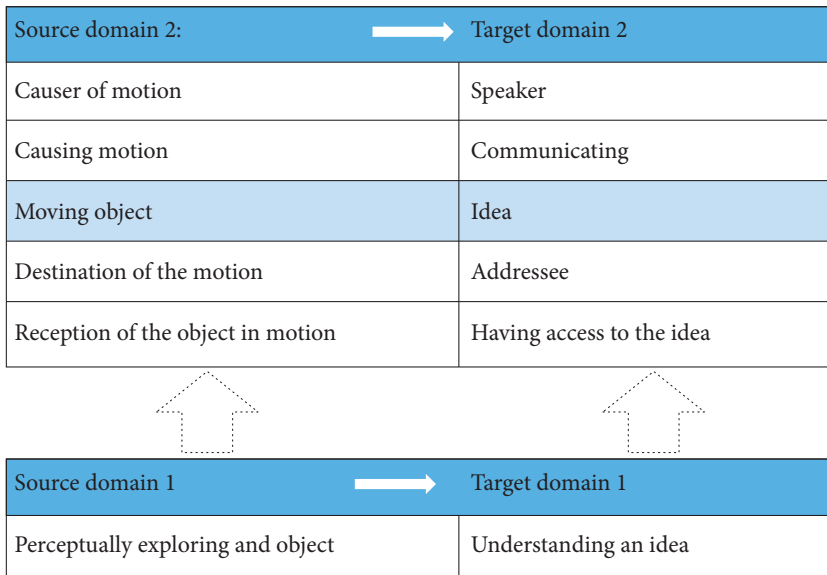 Source domain 2: Target domain 2
Causer of motion Speaker
Causing motion Communicating
Moving object Idea
Destination of the motion Addressee
Reception of the object in motion Having access to the idea
Source domain 1 Target domain 1
Perceptually exploring and object Understanding an idea